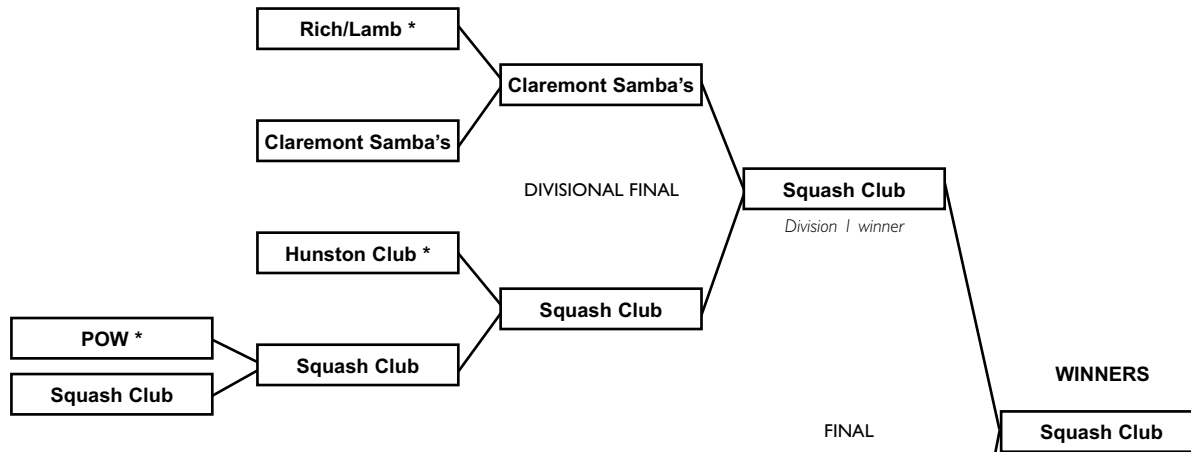 Rich/Lamb *
Claremont Samba’s
Claremont Samba’s
DIVISIONAL FINAL
Squash Club
Division 1 winner
Hunston Club *
Squash Club
POW *
Squash Club
Squash Club
WINNERS
FINAL
Squash Club